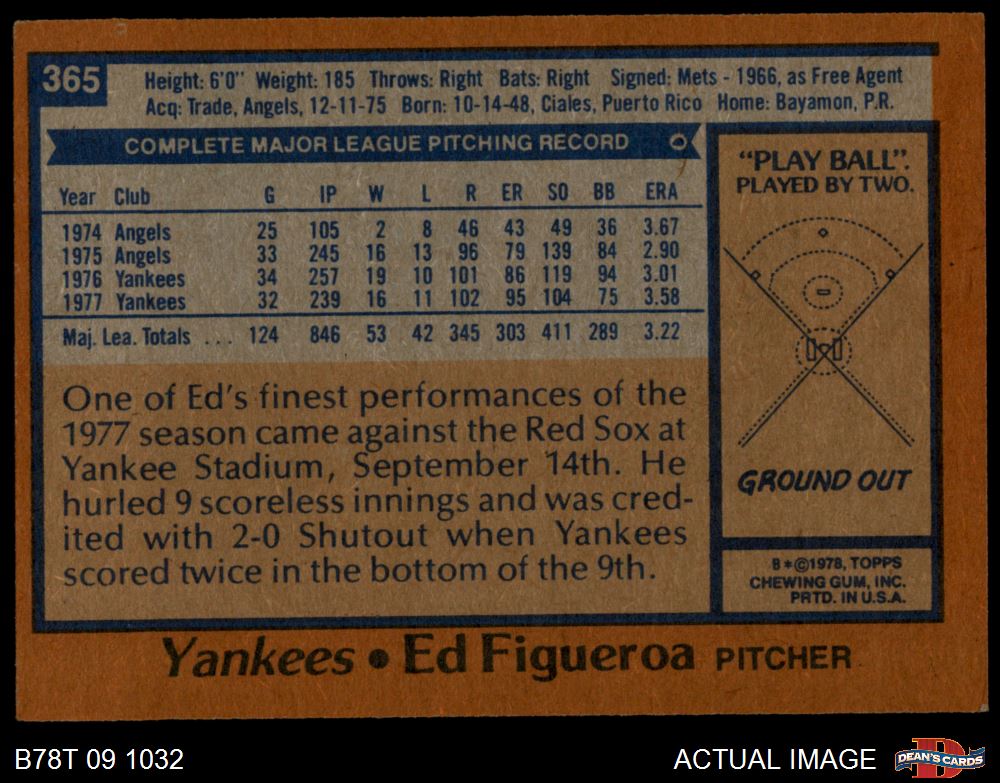 365
Height: 6'0" Weight: 185 Throws: Right Bats: Right Signed: Mets - 1966, as Free Agent
Acq: Trade, Angels, 12-11-75 Born: 10-14-48, Ciales, Puerto Rico Home: Bayamon, P.R.
COMPLETE MAJOR LEAGUE PITCHING RECORD
Year Club G IP W L R ER SO BB ERA
1974 Angels 25 105 2 8 46 43 49 36 3.67
1975 Angels 33 245 16 13 96 79 139 84 2.90
1976 Yankees 34 257 19 10 101 86 119 94 3.01
1977 Yankees 32 239 16 11 102 95 104 75 3.58
Maj. Lea. Totals ... 124 846 53 42 345 303 411 289 3.22
One of Ed's finest performances of the
1977 season came against the Red Sox at
Yankee Stadium, September 14th. He
hurled 9 scoreless innings and was cred-
ited with 2-0 Shutout when Yankees
scored twice in the bottom of the 9th.
"PLAY BALL".
PLAYED BY TWO.
GROUND OUT
8*©1978, TOPPS
CHEWING GUM, INC.
PRTD. IN U.S.A.
Yankees • Ed Figueroa PITCHER
B78T 09 1032
ACTUAL IMAGE
D
DEAN'S CARDS